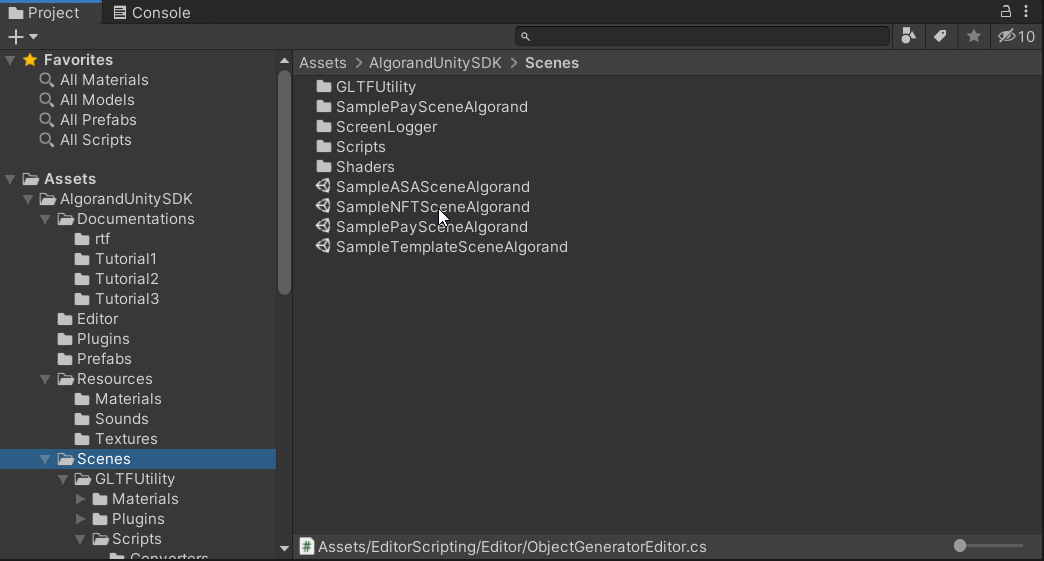 Project
Console
10
Favorites
All Materials
All Models
All Prefabs
All Scripts
Assets
AlgorandUnitySDK
Documentations
rtf
Tutorial1
Tutorial2
Tutorial3
Editor
Plugins
Prefabs
Resources
Materials
Sounds
Textures
Scenes
GLTFUtility
Materials
Plugins
Scripts
Converters
Assets > AlgorandUnitySDK > Scenes
GLTFUtility
SamplePaySceneAlgorand
ScreenLogger
Scripts
Shaders
SampleASASceneAlgorand
SampleNFTSceneAlgorand
SamplePaySceneAlgorand
SampleTemplateSceneAlgorand
Assets/EditorScripting/Editor/ObjectGeneratorEditor.cs